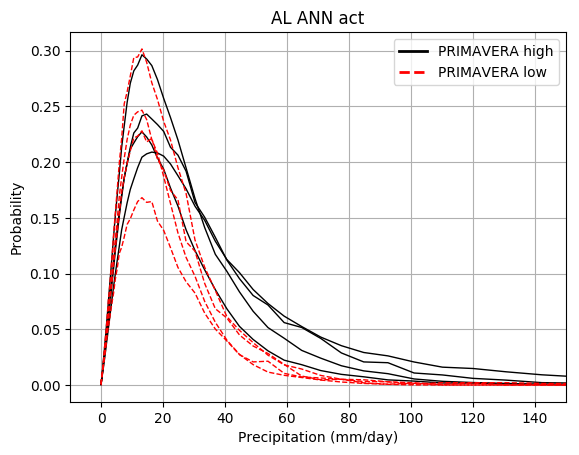 AL ANN act
PRIMAVERA high
PRIMAVERA low
Probability
0.30
0.25
0.20
0.15
0.10
0.05
0.00
0 20 40 60 80 100 120 140
Precipitation (mm/day)